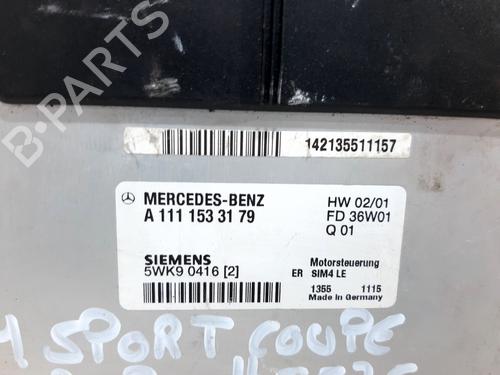 B-PARTS
142135511157
MERCEDES-BENZ HW 02/01
A 111 153 31 79 FD 36W01
Q 01
SIEMENS Motorsteuerung
5WK9 0416 [2] ER SIM4 LE
1355 1115
Made in Germany
SPORT COUPE